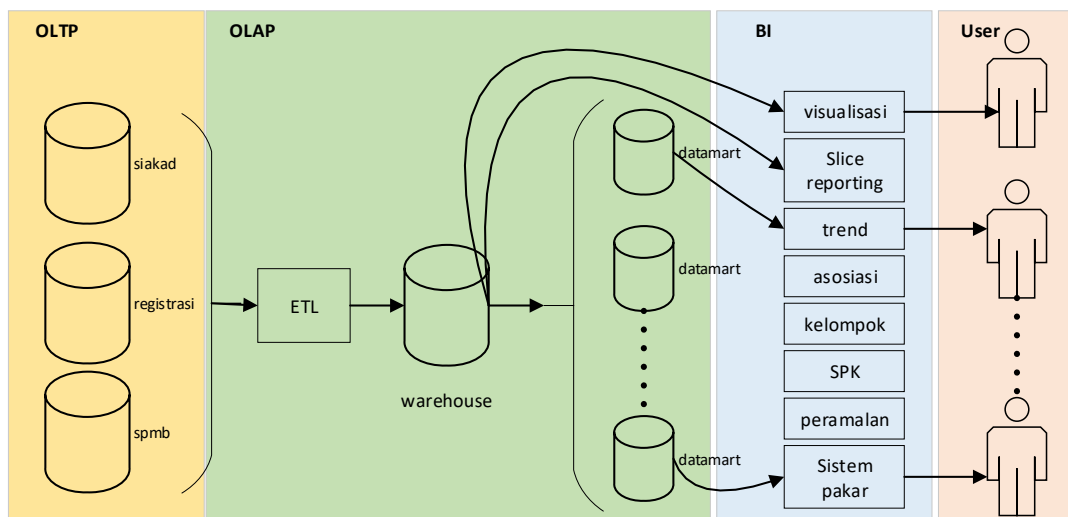 OLTP
OLAP
BI
User
siakad
registrasi
spmb
ETL
warehouse
datamart
datamart
datamart
visualisasi
Slice
reporting
trend
asosiasi
kelompok
SPK
peramalan
Sistem
pakar